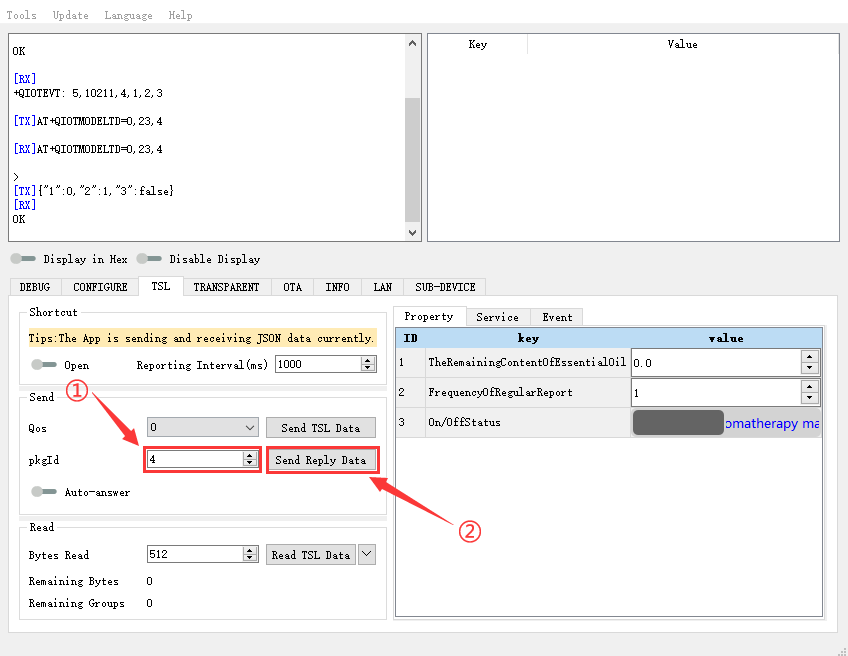 Tools Update Language Help
OK
[RX]
+QIOTEVT: 5,10211,4,1,2,3
[TX]AT+QIOTMODELTD=0,23,4
[RX]AT+QIOTMODELTD=0,23,4
>
[TX]{"1":0,"2":1,"3":false}
[RX]
OK
Key Value
Display in Hex Disable Display
DEBUG CONFIGURE TSL TRANSPARENT OTA INFO LAN SUB-DEVICE
Shortcut
Tips:The App is sending and receiving JSON data currently.
Open Reporting Interval(ms) 1000
①
Send
Qos 0 Send TSL Data
pkgId 4 Send Reply Data
Auto-answer
②
Read
Bytes Read 512 Read TSL Data
Remaining Bytes 0
Remaining Groups 0
Property Service Event
ID key value
1 TheRemainingContentOfEssentialOil 0.0
2 FrequencyOfRegularReport 1
3 On/OffStatus omatherapy ma